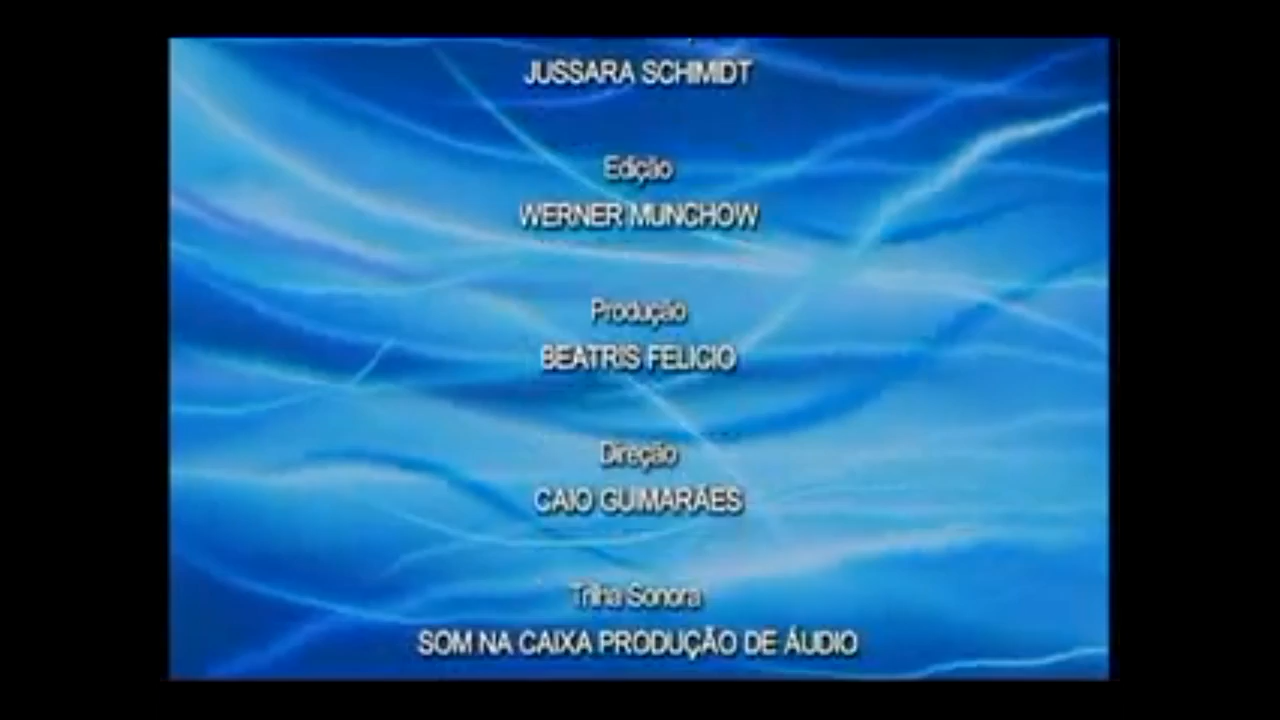 JUSSARA SCHIMIDT
Edição
WERNER MUNCHOW
Produção
BEATRIS FELICIO
Direção
CAIO GUIMARÃES
Trilha Sonora
SOM NA CAIXA PRODUÇÃO DE ÁUDIO